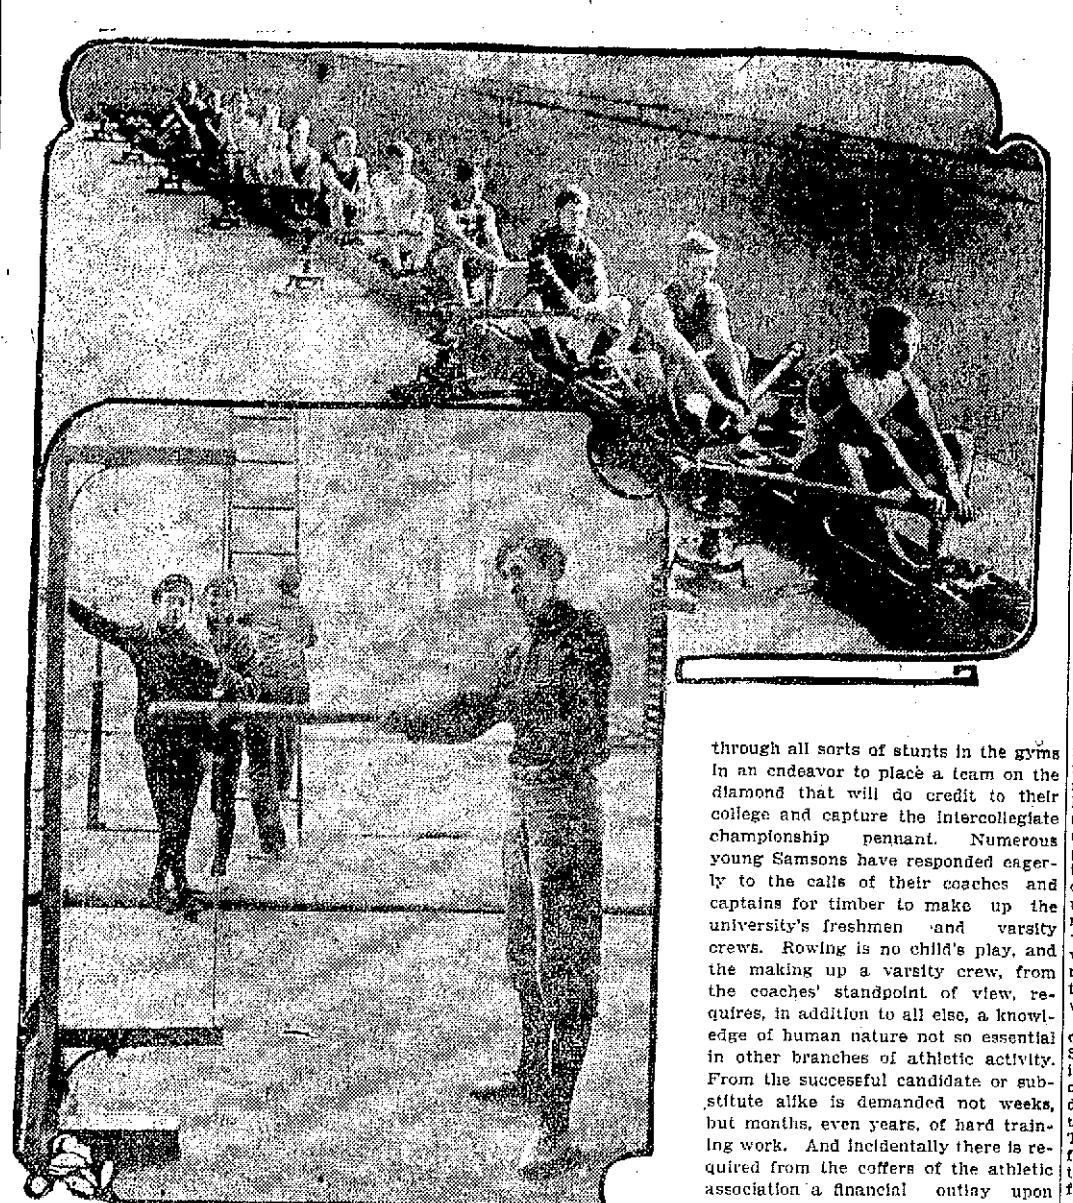 through all sorts of stunts in the gyms
in an endeavor to place a team on the
diamond that will do credit to their
college and capture the intercollegiate
championship pennant. Numerous
young Samsons have responded eager-
ly to the calls of their coaches and
captains for timber to make up the
university's freshmen and varsity
crews. Rowing is no child's play, and
the making up a varsity crew, from
the coaches' standpoint of view, re-
quires, in addition to all else, a knowl-
edge of human nature not so essential
in other branches of athletic activity.
From the successful candidate or sub-
stitute alike is demanded not weeks,
but months, even years, of hard train-
ing work. And incidentally there is re-
quired from the coffers of the athletic
association a financial outlay upon